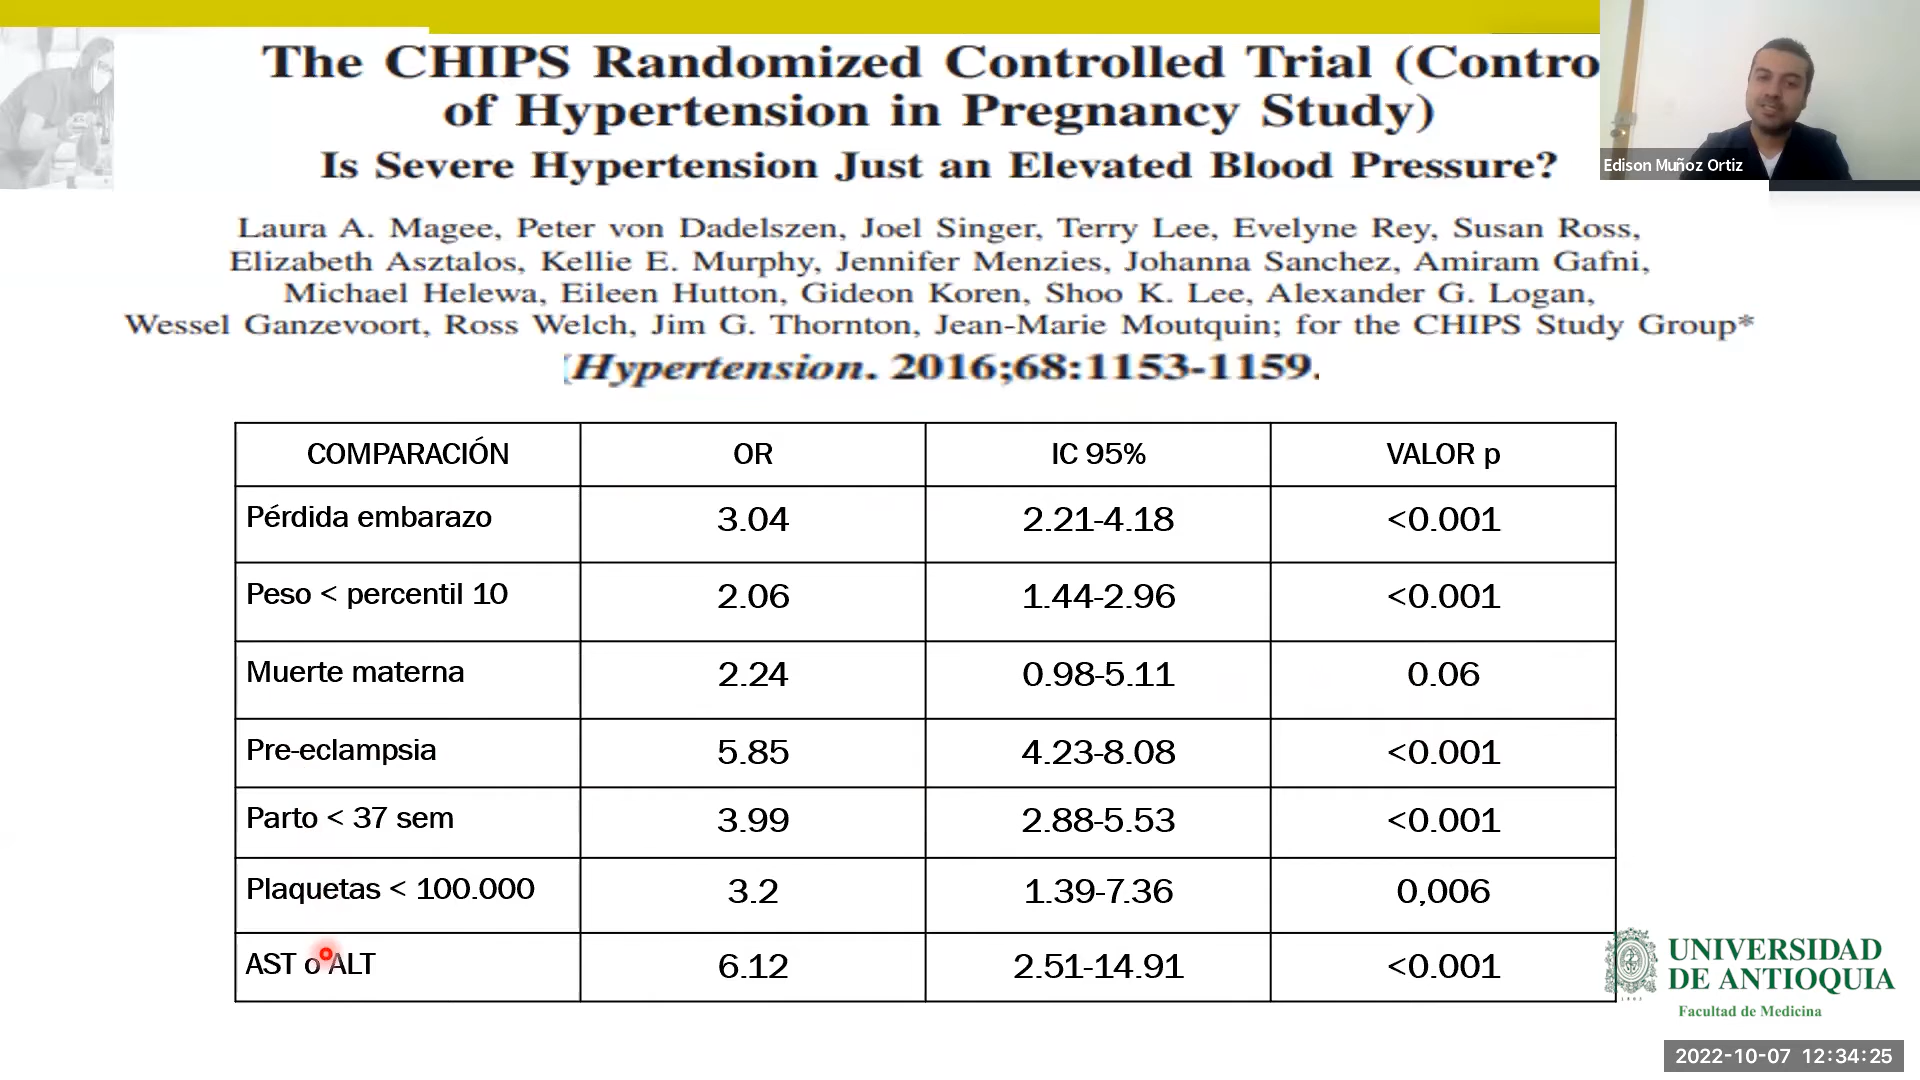 The CHIPS Randomized Controlled Trial (Contro
of Hypertension in Pregnancy Study)
Is Severe Hypertension Just an Elevated Blood Pressure?
Edison Muñoz Ortiz
Laura A. Magee, Peter von Dadelszen, Joel Singer, Terry Lee, Evelyne Rey, Susan Ross,
Elizabeth Asztalos, Kellie E. Murphy, Jennifer Menzies, Johanna Sanchez, Amiram Gafni,
Michael Helewa, Eileen Hutton, Gideon Koren, Shoo K. Lee, Alexander G. Logan,
Wessel Ganzevoort, Ross Welch, Jim G. Thornton, Jean-Marie Moutquin; for the CHIPS Study Group*
(Hypertension. 2016;68:1153-1159.
COMPARACIÓN OR IC 95% VALOR p
Pérdida embarazo 3.04 2.21-4.18 <0.001
Peso < percentil 10 2.06 1.44-2.96 <0.001
Muerte materna 2.24 0.98-5.11 0.06
Pre-eclampsia 5.85 4.23-8.08 <0.001
Parto < 37 sem 3.99 2.88-5.53 <0.001
Plaquetas < 100.000 3.2 1.39-7.36 0,006
AST o ALT 6.12 2.51-14.91 <0.001
UNIVERSIDAD
DE ANTIOQUIA
1803
Facultad de Medicina
2022-10-07 12:34:25